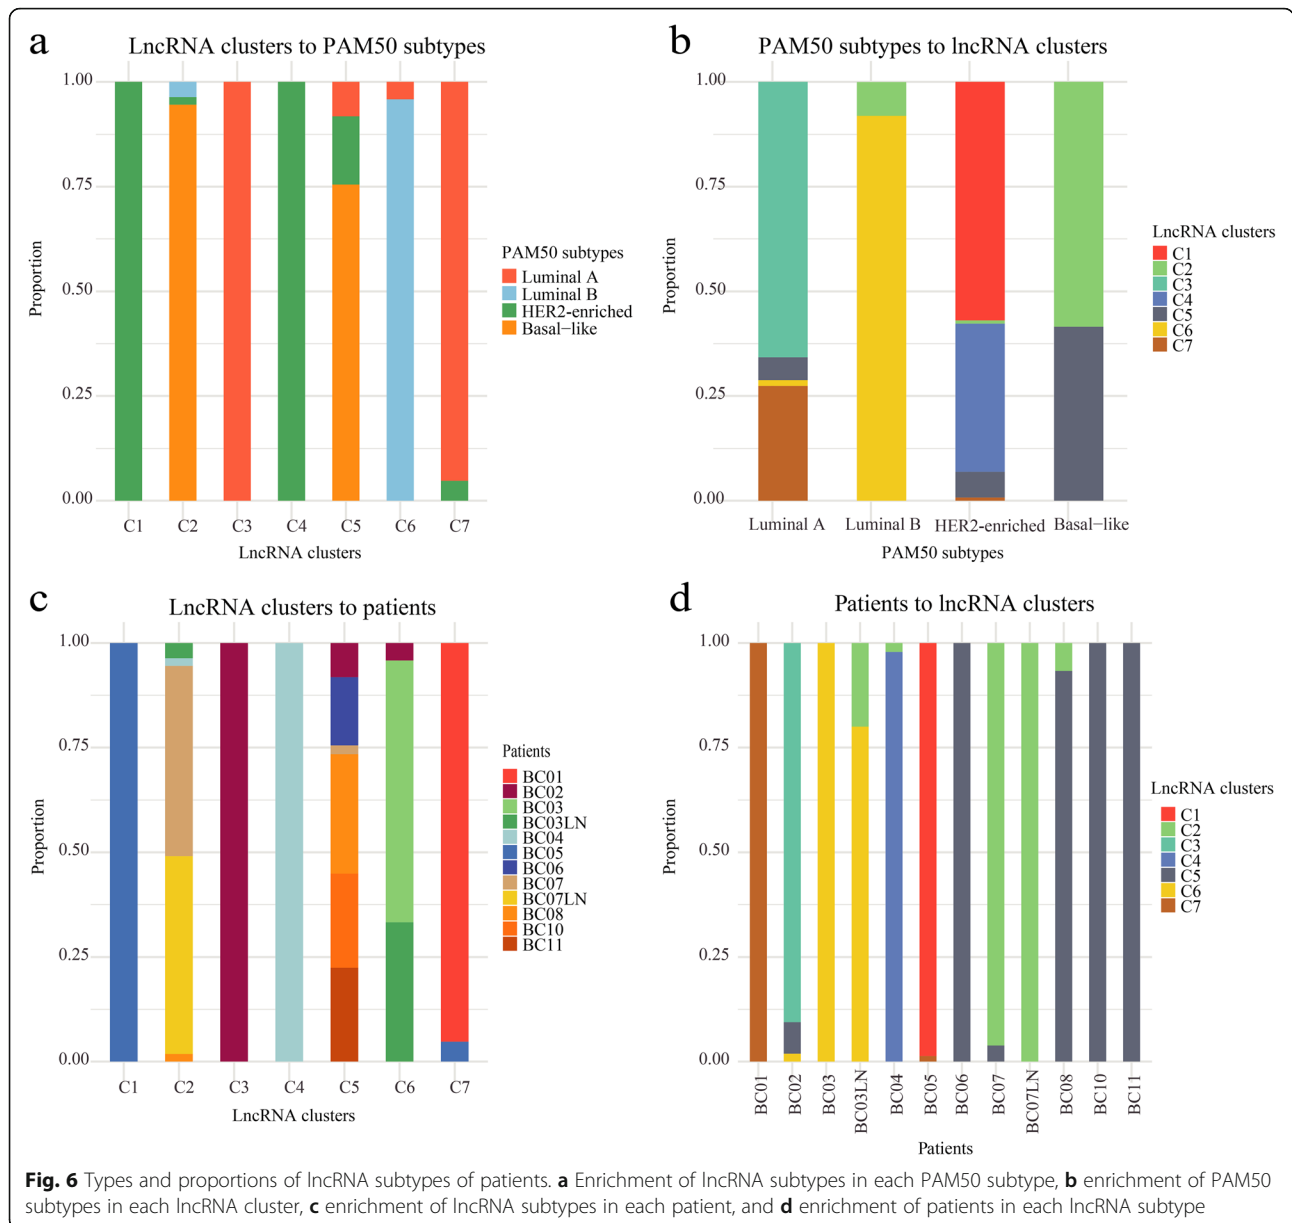 a
LncRNA clusters to PAM50 subtypes
1.00
0.75
0.50
0.25
0.00
Proportion
C1 C2 C3 C4 C5 C6 C7
LncRNA clusters
PAM50 subtypes
Luminal A
Luminal B
HER2-enriched
Basal−like
b
PAM50 subtypes to lncRNA clusters
1.00
0.75
0.50
0.25
0.00
Proportion
Luminal A Luminal B HER2-enriched Basal−like
PAM50 subtypes
LncRNA clusters
C1
C2
C3
C4
C5
C6
C7
c
LncRNA clusters to patients
1.00
0.75
0.50
0.25
0.00
Proportion
C1 C2 C3 C4 C5 C6 C7
LncRNA clusters
Patients
BC01
BC02
BC03
BC03LN
BC04
BC05
BC06
BC07
BC07LN
BC08
BC10
BC11
d
Patients to lncRNA clusters
1.00
0.75
0.50
0.25
0.00
Proportion
BC01 BC02 BC03 BC03LN BC04 BC05 BC06 BC07 BC07LN BC08 BC10 BC11
Patients
LncRNA clusters
C1
C2
C3
C4
C5
C6
C7
Fig. 6 Types and proportions of lncRNA subtypes of patients. a Enrichment of lncRNA subtypes in each PAM50 subtype, b enrichment of PAM50
subtypes in each lncRNA cluster, c enrichment of lncRNA subtypes in each patient, and d enrichment of patients in each lncRNA subtype